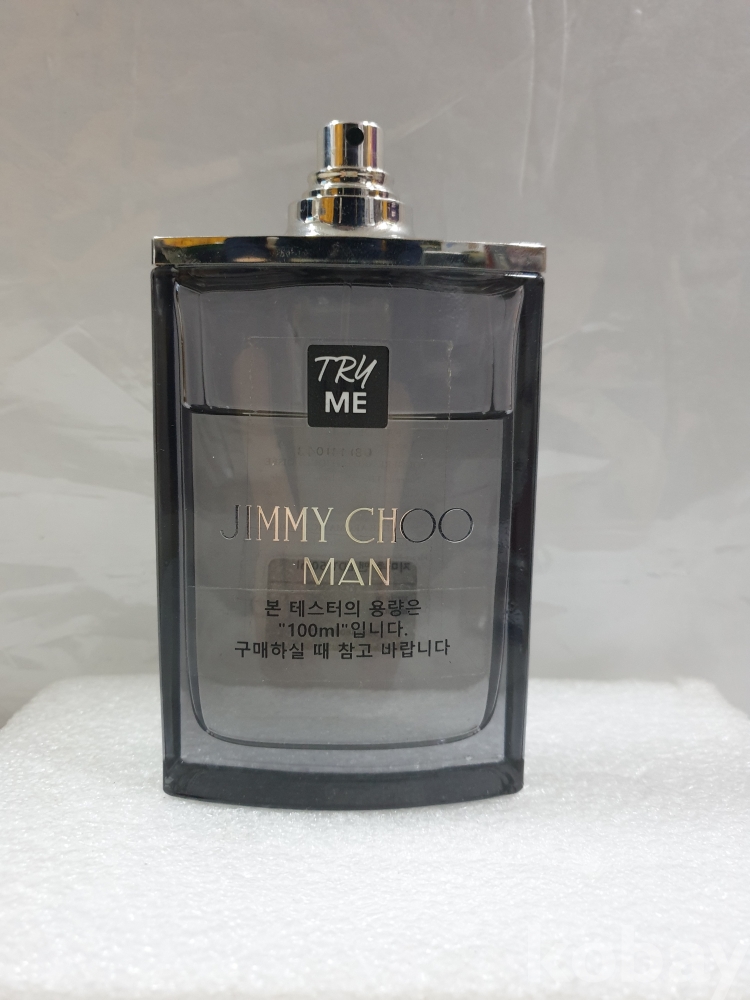 TRY
ME
JIMMY CHOO
MAN
본 테스터의 용량은
"100ml"입니다.
구매하실 때 참고 바랍니다